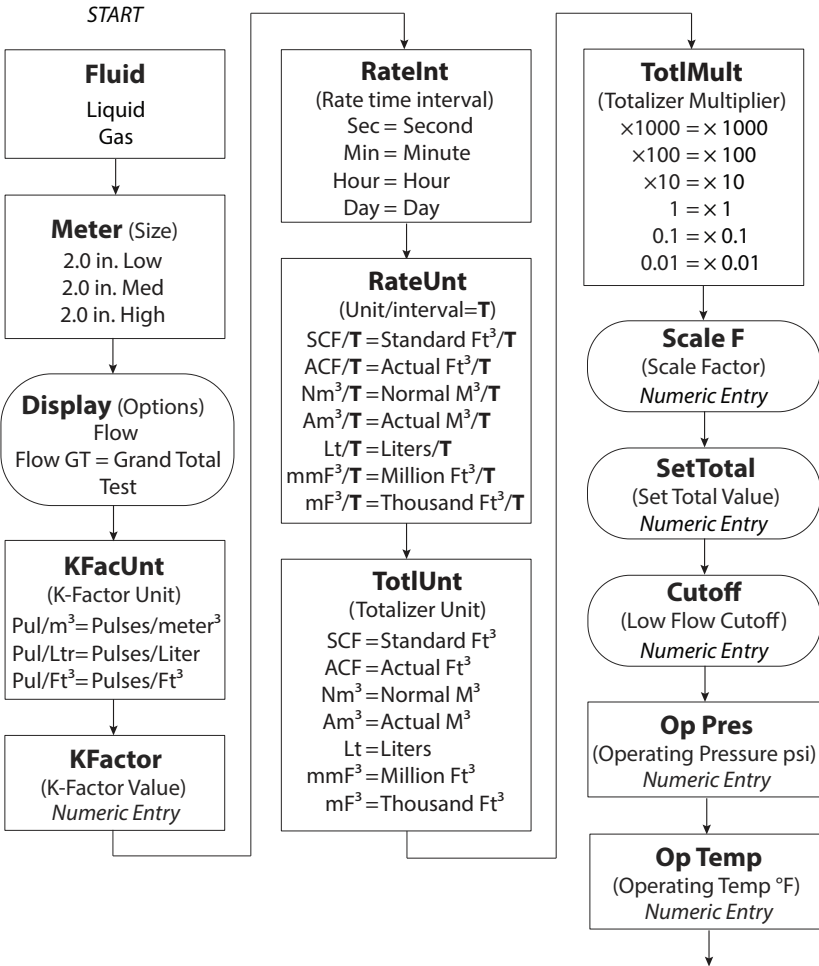 START
Fluid
Liquid
Gas
Meter (Size)
2.0 in. Low
2.0 in. Med
2.0 in. High
Display (Options)
Flow
Flow GT = Grand Total
Test
KFacUnt
(K-Factor Unit)
Pul/m³=Pulses/meter³
Pul/Ltr=Pulses/Liter
Pul/Ft³=Pulses/Ft³
KFactor
(K-Factor Value)
Numeric Entry
RateInt
(Rate time interval)
Sec = Second
Min = Minute
Hour = Hour
Day = Day
RateUnt
(Unit/interval=T)
SCF/T =Standard Ft³/T
ACF/T =Actual Ft³/T
Nm³/T =Normal M³/T
Am³/T =Actual M³/T
Lt/T =Liters/T
mmF³/T =Million Ft³/T
mF³/T =Thousand Ft³/T
TotlUnt
(Totalizer Unit)
SCF =Standard Ft³
ACF =Actual Ft³
Nm³ =Normal M³
Am³ =Actual M³
Lt =Liters
mmF³ =Million Ft³
mF³ =Thousand Ft³
TotlMult
(Totalizer Multiplier)
×1000 = × 1000
×100 = × 100
×10 = × 10
1 = × 1
0.1 = × 0.1
0.01 = × 0.01
Scale F
(Scale Factor)
Numeric Entry
SetTotal
(Set Total Value)
Numeric Entry
Cutoff
(Low Flow Cutoff)
Numeric Entry
Op Pres
(Operating Pressure psi)
Numeric Entry
Op Temp
(Operating Temp °F)
Numeric Entry